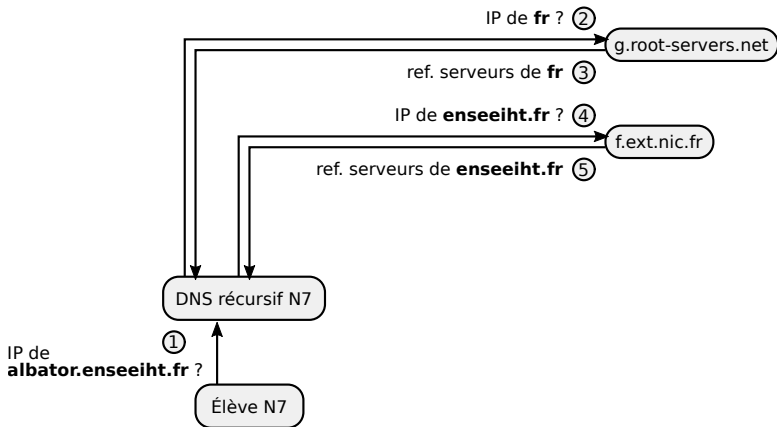 IP de fr ? 2
g.root-servers.net
ref. serveurs de fr 3
IP de enseeiht.fr ? 4
f.ext.nic.fr
ref. serveurs de enseeiht.fr 5
DNS récursif N7
1
IP de
albator.enseeiht.fr ?
Élève N7